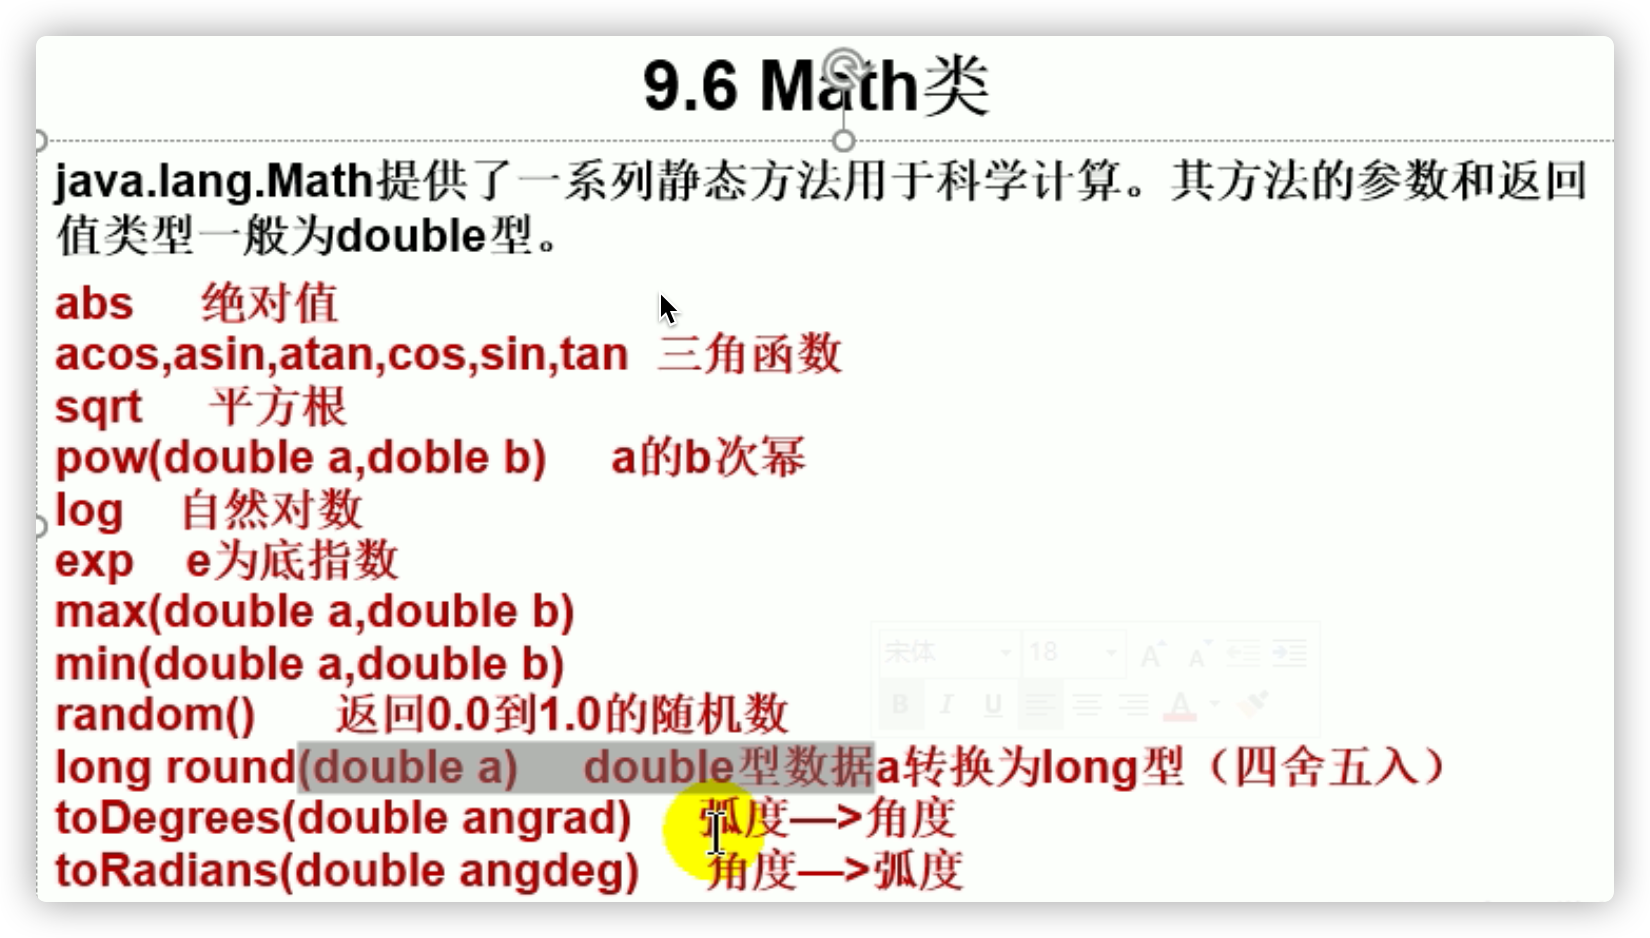 9.6 Math类
java.lang.Math提供了一系列静态方法用于科学计算。其方法的参数和返回
值类型一般为double型。
abs 绝对值
acos,asin,atan,cos,sin,tan 三角函数
sqrt 平方根
pow(double a,doble b) a的b次幂
log 自然对数
exp e为底指数
max(double a,double b)
min(double a,double b)
宋体 18
B I U A
random() 返回0.0到1.0的随机数
long round(double a) double型数据a转换为long型（四舍五入）
toDegrees(double angrad) 弧度—>角度
toRadians(double angdeg) 角度—>弧度